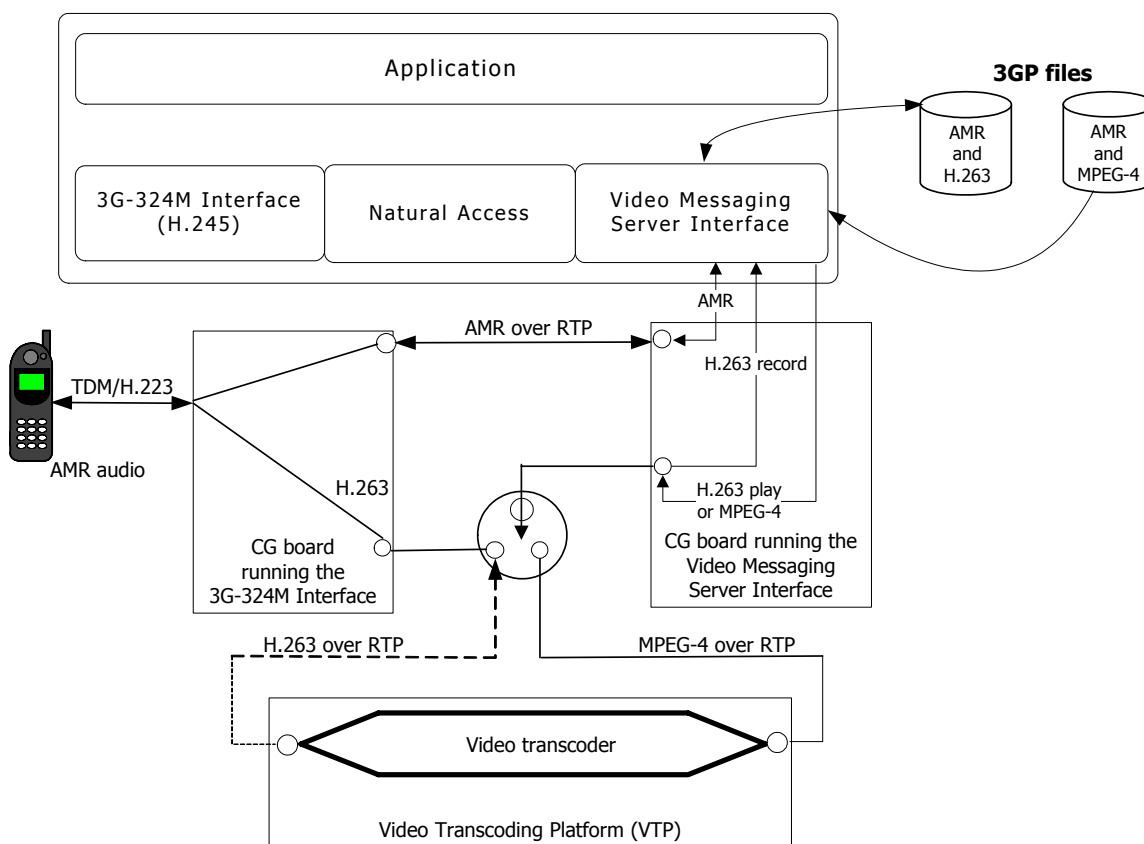 Application
3GP files
AMR
and
H.263
AMR
and
MPEG-4
3G-324M Interface
(H.245)
Natural Access
Video Messaging
Server Interface
AMR
AMR over RTP
H.263 record
TDM/H.223
AMR audio
H.263
H.263 play
or MPEG-4
CG board
running the
3G-324M Interface
CG board running the
Video Messaging
Server Interface
H.263 over RTP
MPEG-4 over RTP
Video transcoder
Video Transcoding Platform (VTP)